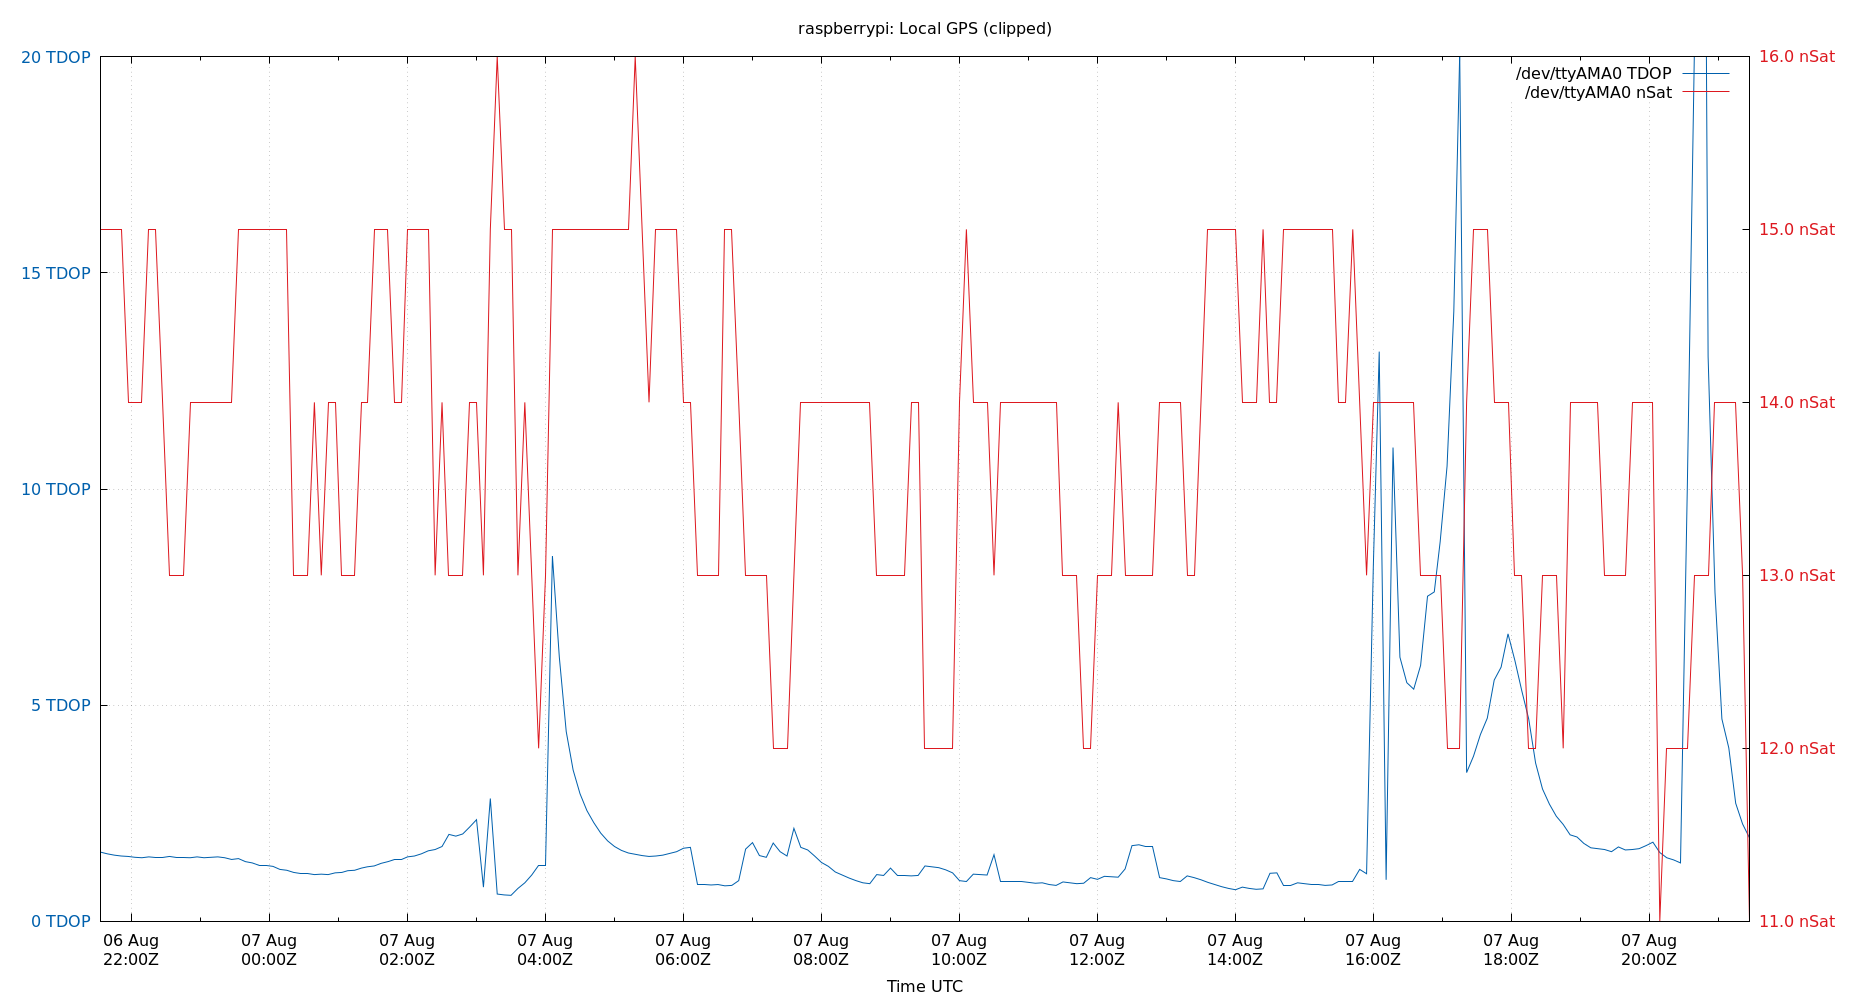 raspberrypi: Local GPS (clipped)
20 TDOP
15 TDOP
10 TDOP
5 TDOP
0 TDOP
16.0 nSat
15.0 nSat
14.0 nSat
13.0 nSat
12.0 nSat
11.0 nSat
/dev/ttyAMA0 TDOP
/dev/ttyAMA0 nSat
06 Aug 07 Aug 07 Aug 07 Aug 07 Aug 07 Aug 07 Aug 07 Aug 07 Aug 07 Aug 07 Aug 07 Aug
22:00Z 00:00Z 02:00Z 04:00Z 06:00Z 08:00Z 10:00Z 12:00Z 14:00Z 16:00Z 18:00Z 20:00Z
Time UTC